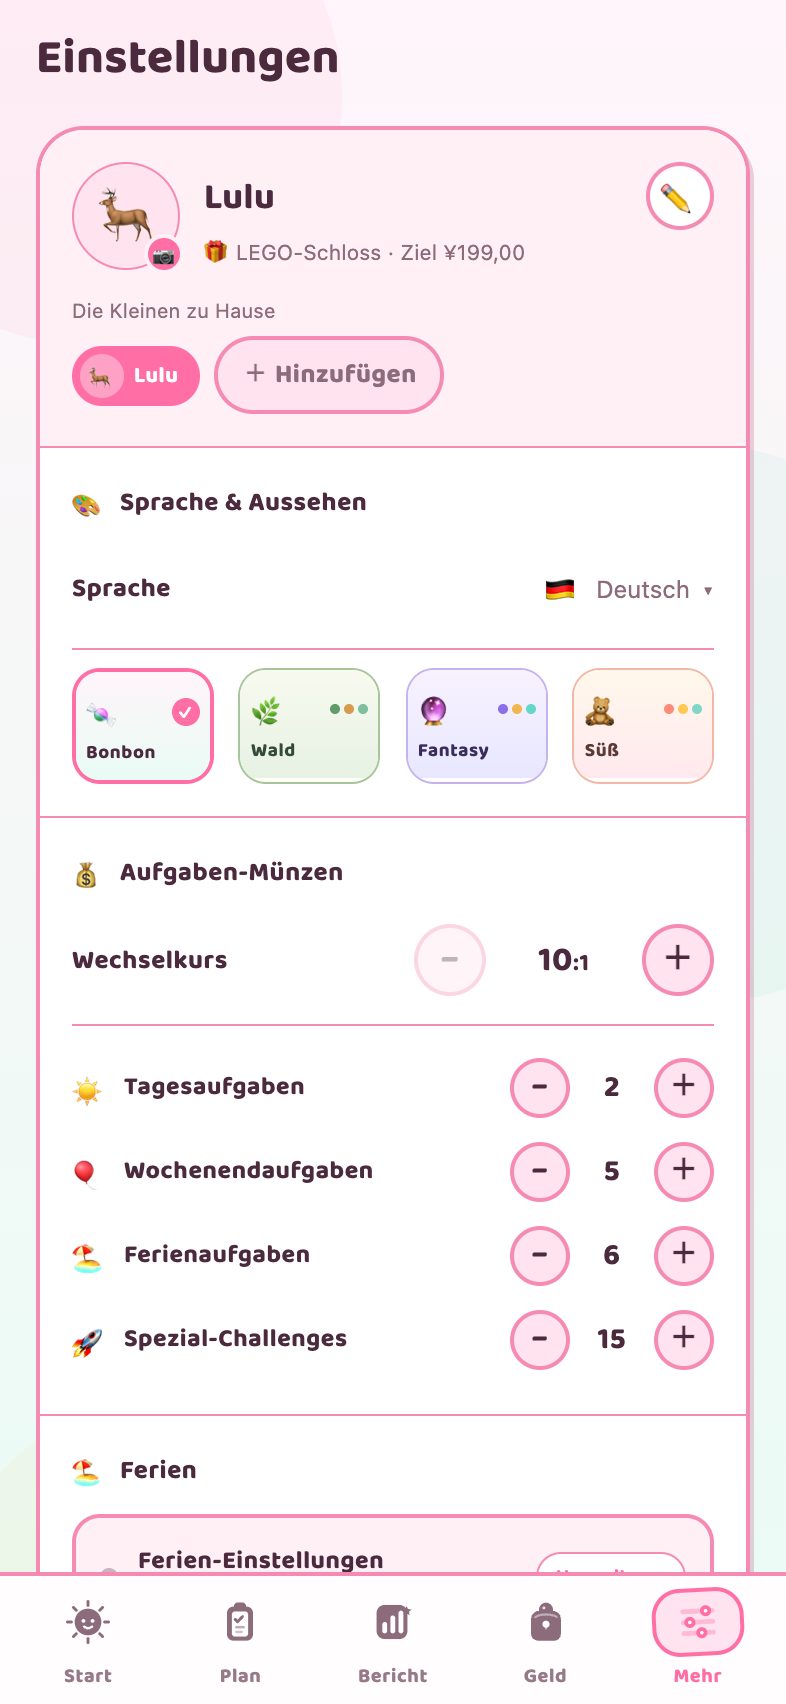 Einstellungen
Lulu
LEGO-Schloss · Ziel ¥199,00
Die Kleinen zu Hause
Lulu
+ Hinzufügen
Sprache & Aussehen
Sprache
Deutsch
Bonbon
Wald
Fantasy
Süß
Aufgaben-Münzen
Wechselkurs
- 10:1 +
Tagesaufgaben - 2 +
Wochenendaufgaben - 5 +
Ferienaufgaben - 6 +
Spezial-Challenges - 15 +
Ferien
Ferien-Einstellungen
Start
Plan
Bericht
Geld
Mehr